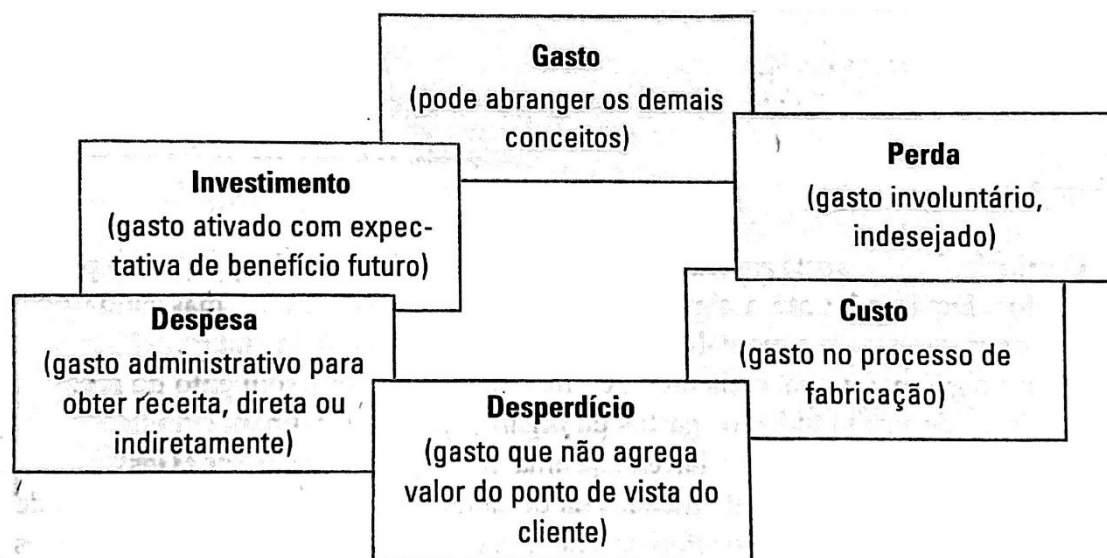 Gasto
(pode abranger os demais
conceitos)
Perda
(gasto involuntário,
indesejado)
Investimento
(gasto ativado com expec-
tativa de benefício futuro)
Custo
(gasto no processo de
fabricação)
Despesa
(gasto administrativo para
obter receita, direta ou
indiretamente)
Desperdício
(gasto que não agrega
valor do ponto de vista do
cliente)